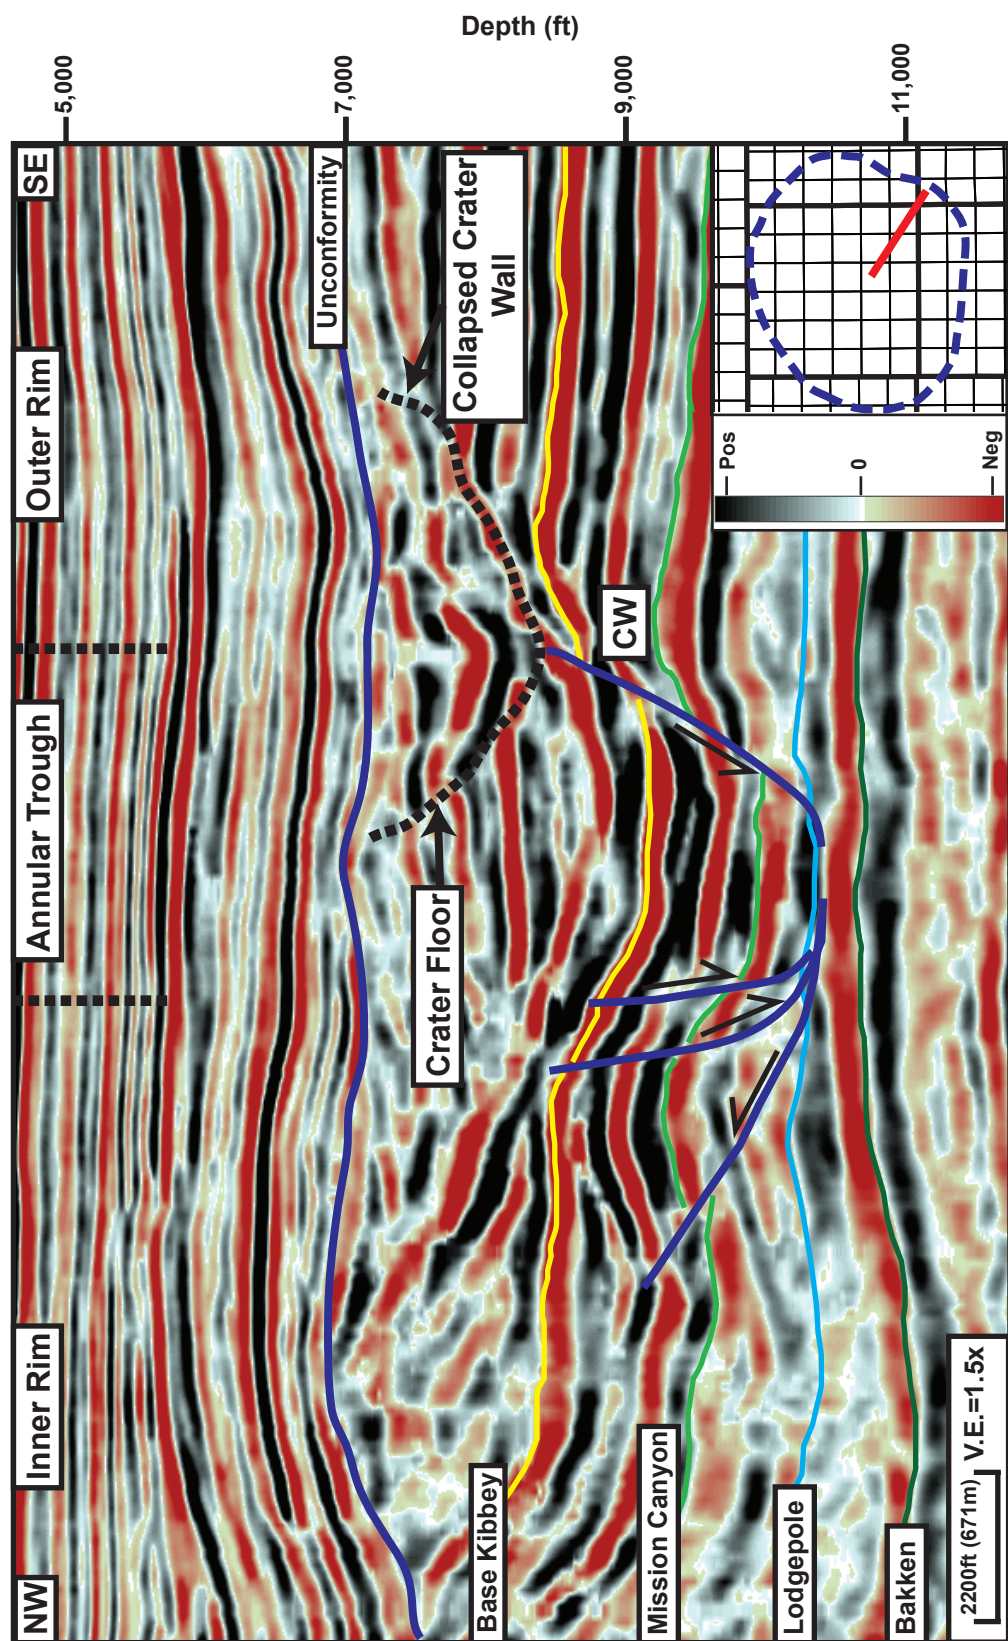 NW
Inner Rim
Annular Trough
Outer Rim
SE
5,000
7,000
9,000
11,000
Depth (ft)
Unconformity
Collapsed Crater
Wall
Crater Floor
CW
Base Kibbey
Mission Canyon
Lodgepole
Bakken
2200ft (671m)
V.E.=1.5x
Pos
0
Neg